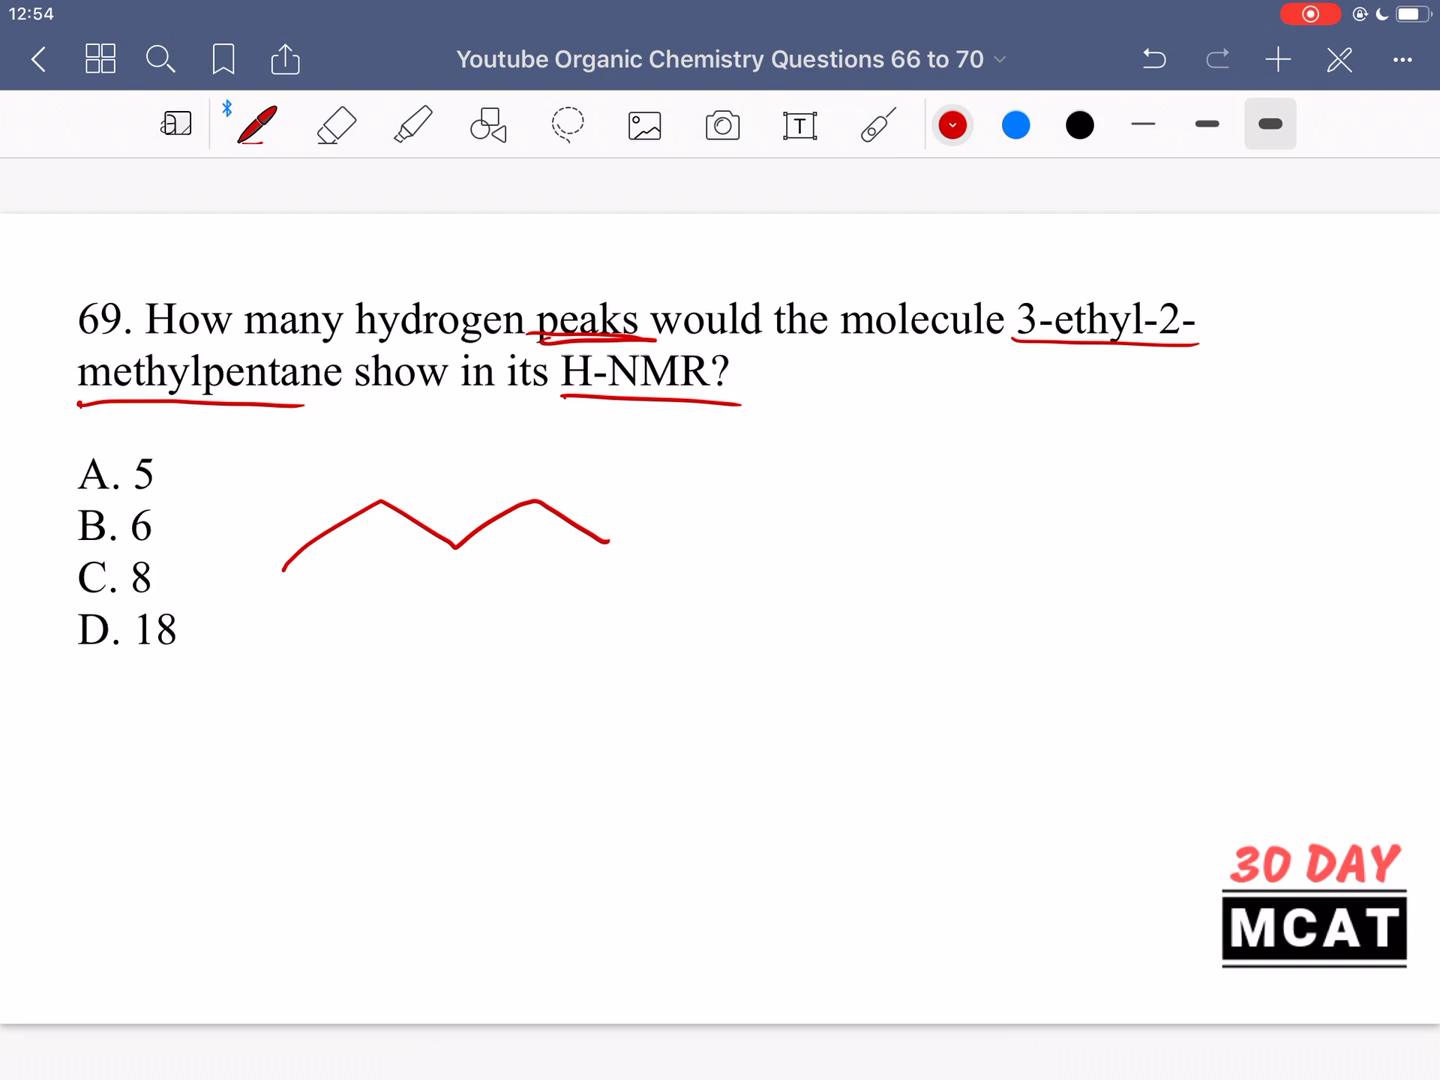 12:54
Youtube Organic Chemistry Questions 66 to 70
a
T
69. How many hydrogen peaks would the molecule 3-ethyl-2-
methylpentane show in its H-NMR?
A. 5
B. 6
C. 8
D. 18
30 DAY
MCAT